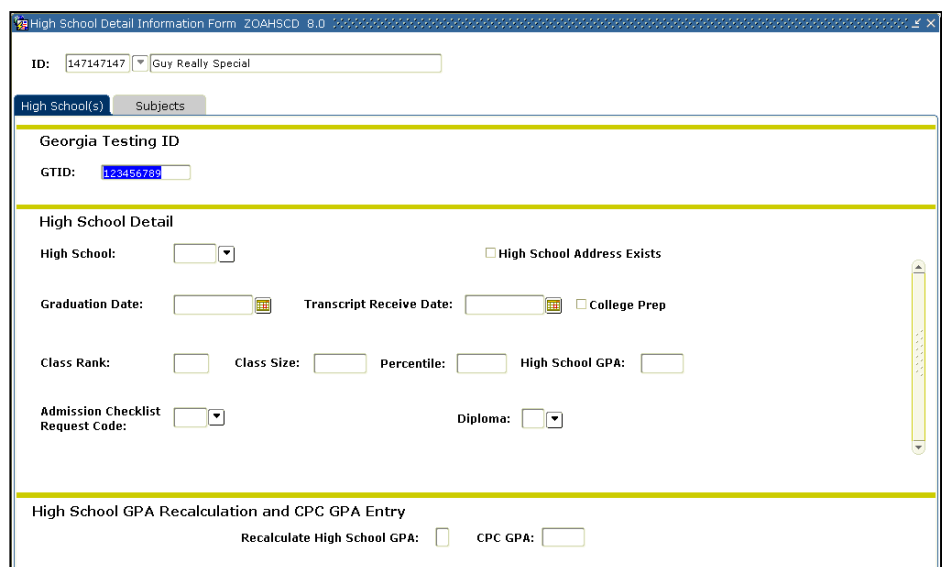 High School Detail Information Form ZOAHSCD 8.0
ID: 147147147 Guy Really Special
High School(s) Subjects
Georgia Testing ID
GTID: 123456789
High School Detail
High School: High School Address Exists
Graduation Date: Transcript Receive Date: College Prep
Class Rank: Class Size: Percentile: High School GPA:
Admission Checklist
Request Code: Diploma:
High School GPA Recalculation and CPC GPA Entry
Recalculate High School GPA: CPC GPA: